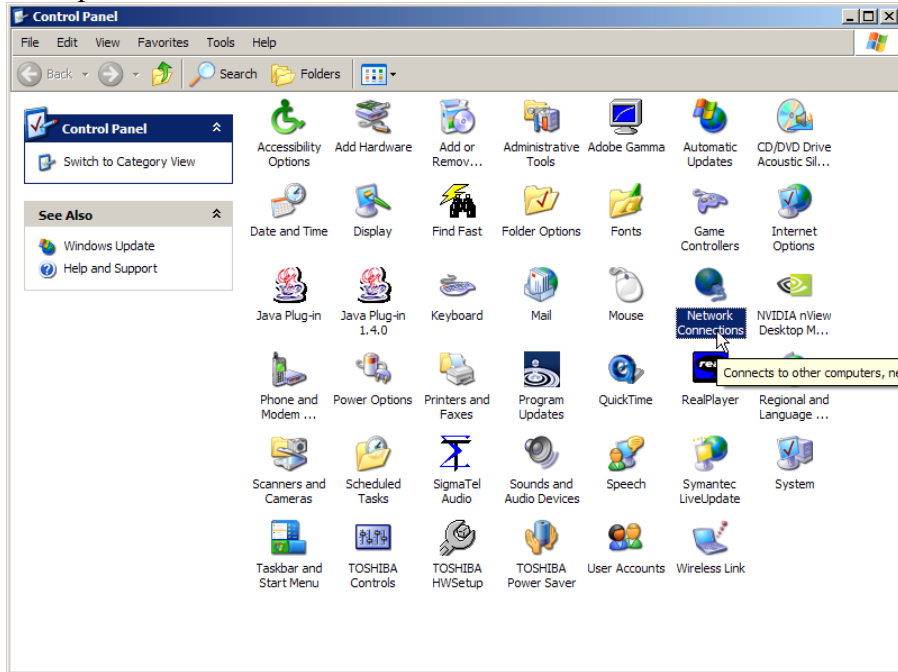 Control Panel
File Edit View Favorites Tools Help
Back Search Folders
Control Panel
Switch to Category View
See Also
Windows Update
Help and Support
Accessibility Options
Add Hardware
Add or Remov...
Administrative Tools
Adobe Gamma
Automatic Updates
CD/DVD Drive Acoustic Sil...
Date and Time
Display
Find Fast
Folder Options
Fonts
Game Controllers
Internet Options
Java Plug-in
Java Plug-in 1.4.0
Keyboard
Mail
Mouse
Network Connections
NVIDIA nView Desktop M...
Connects to other computers, ne
Phone and Modem ...
Power Options
Printers and Faxes
Program Updates
QuickTime
RealPlayer
Regional and Language ...
Scanners and Cameras
Scheduled Tasks
SigmaTel Audio
Sounds and Audio Devices
Speech
Symantec LiveUpdate
System
Taskbar and Start Menu
TOSHIBA Controls
TOSHIBA HWSetup
TOSHIBA Power Saver
User Accounts
Wireless Link